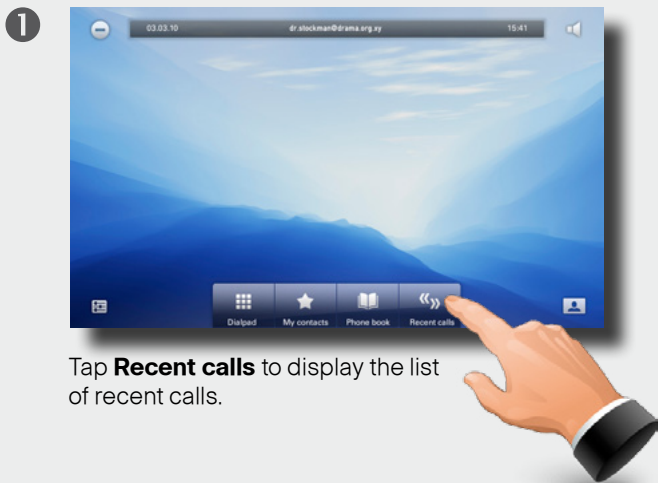 1
03.03.10 dr.stockman@drama.org.xy 15:41
Dialpad My contacts Phone book Recent calls
Tap Recent calls to display the list
of recent calls.